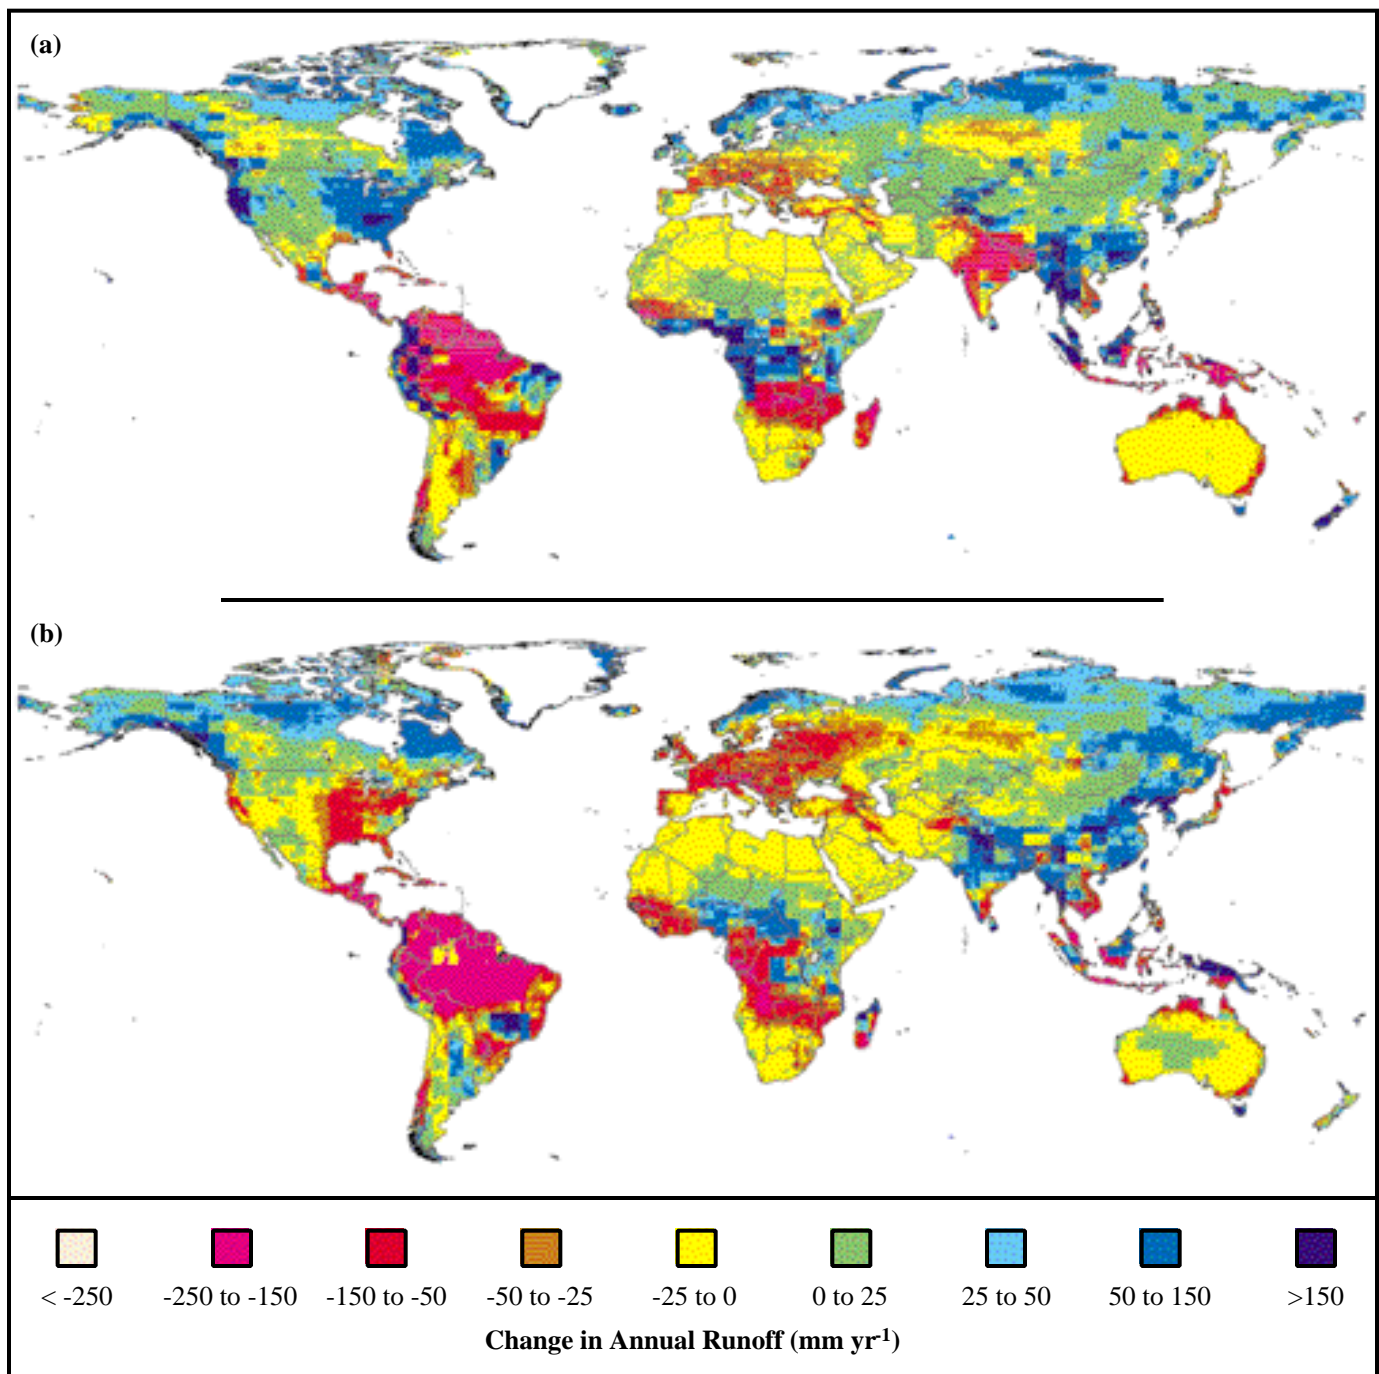 (a)
(b)
< -250 -250 to -150 -150 to -50 -50 to -25 -25 to 0 0 to 25 25 to 50 50 to 150 >150
Change in Annual Runoff (mm yr-1)